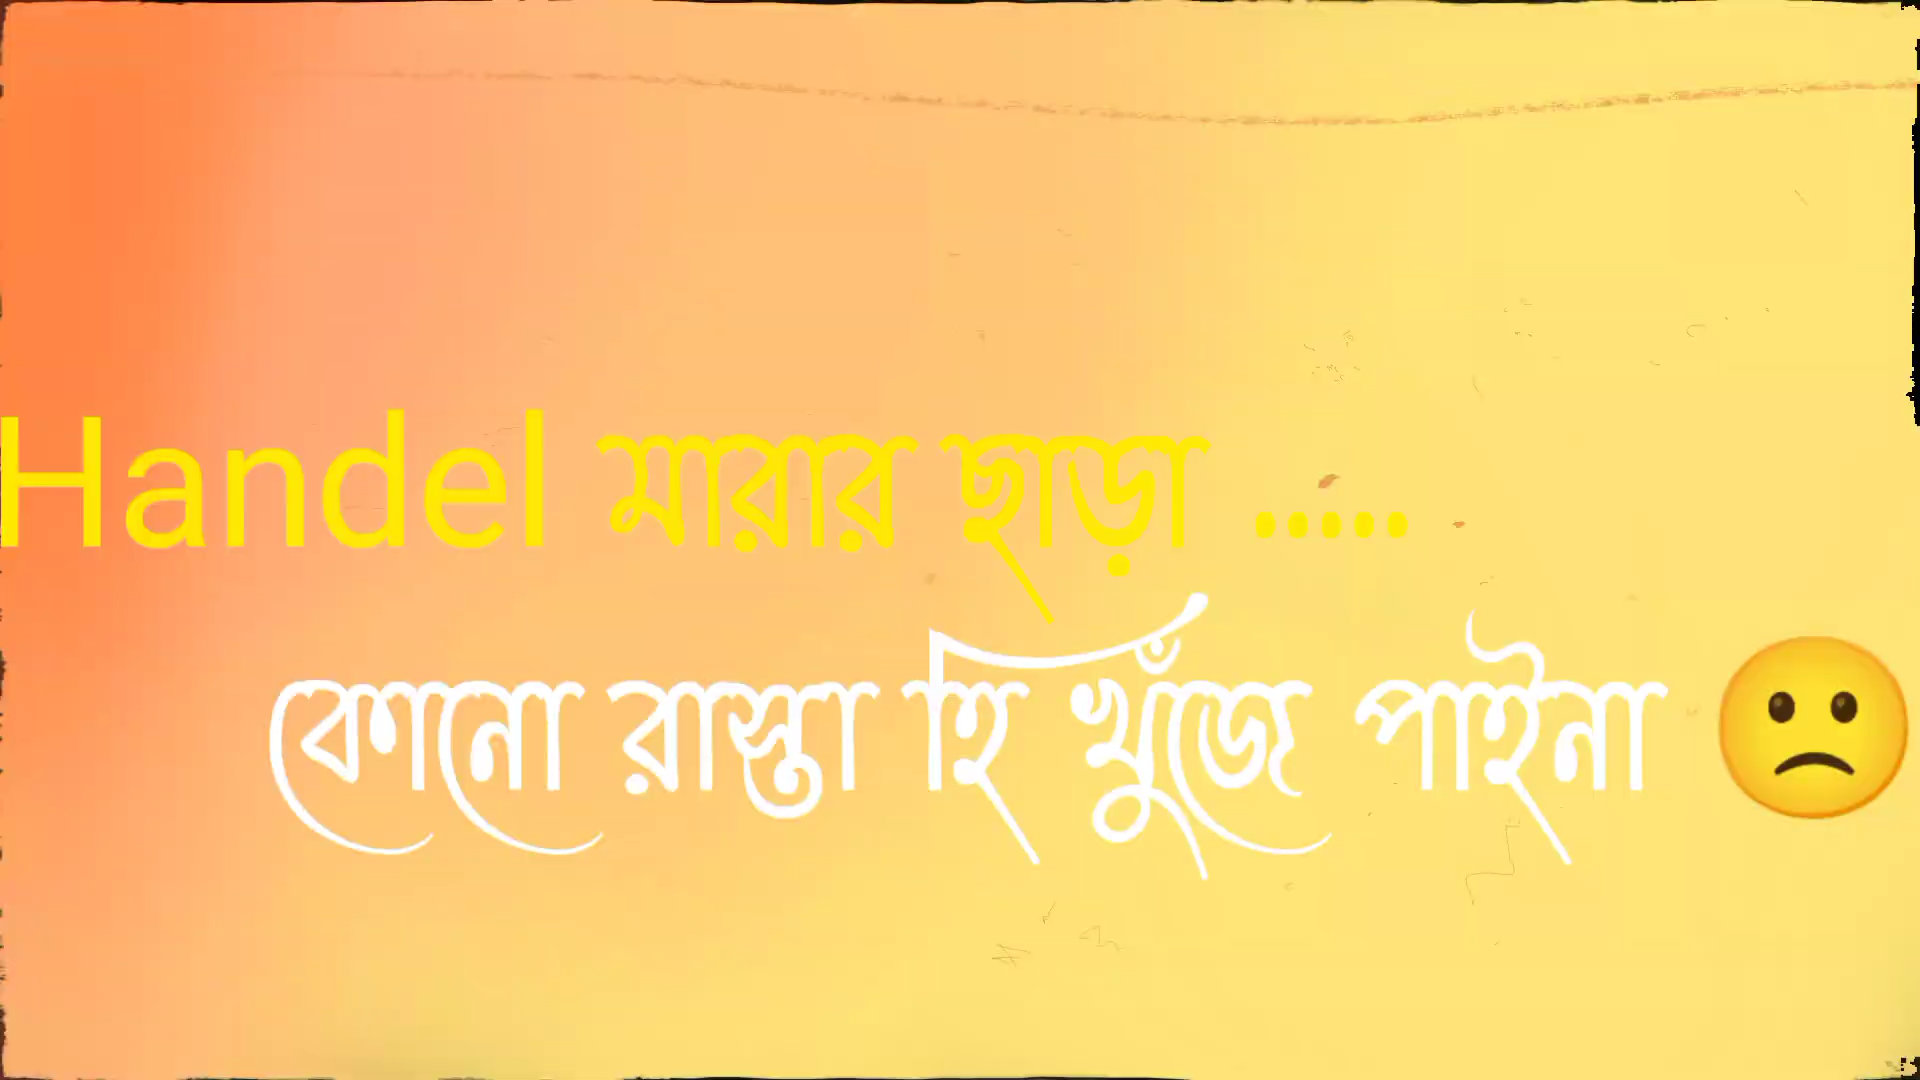 Handel মারার ছাড়া .....
কোনো রাস্তা হি খুঁজে পাইনা 🙁